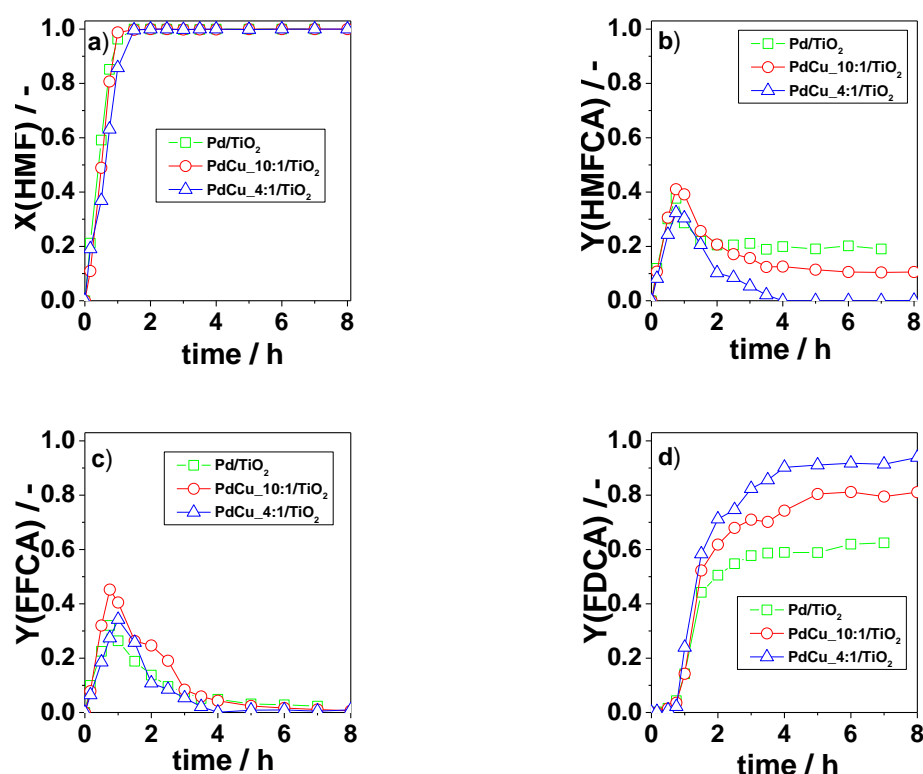 a)
X(HMF) / -
1.0
0.8
0.6
0.4
0.2
0.0
Pd/TiO₂
PdCu_10:1/TiO₂
PdCu_4:1/TiO₂
0 2 4 6 8
time / h
b)
Y(HMFCA) / -
1.0
0.8
0.6
0.4
0.2
0.0
Pd/TiO₂
PdCu_10:1/TiO₂
PdCu_4:1/TiO₂
0 2 4 6 8
time / h
c)
Y(FFCA) / -
1.0
0.8
0.6
0.4
0.2
0.0
Pd/TiO₂
PdCu_10:1/TiO₂
PdCu_4:1/TiO₂
0 2 4 6 8
time / h
d)
Y(FDCA) / -
1.0
0.8
0.6
0.4
0.2
0.0
Pd/TiO₂
PdCu_10:1/TiO₂
PdCu_4:1/TiO₂
0 2 4 6 8
time / h